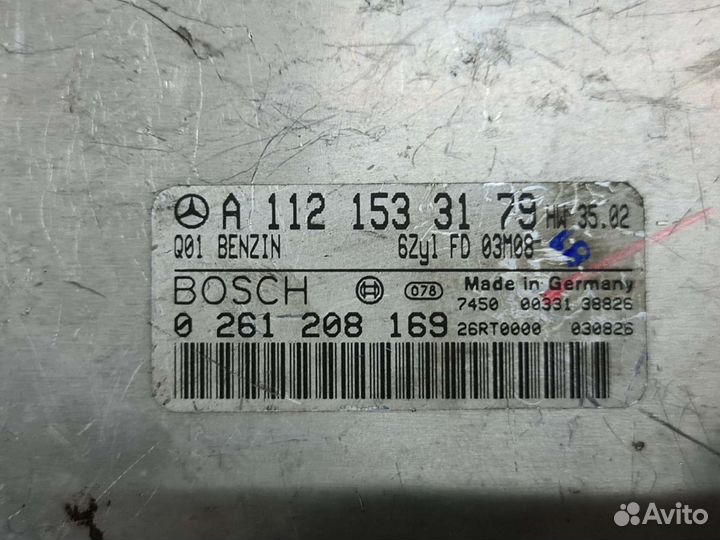 A 112 153 31 79 HW 35.02
Q01 BENZIN 6Zyl FD 03M08
BOSCH 078 Made in Germany
7450 00331 38826
0 261 208 169 26RT0000 030826
Avito